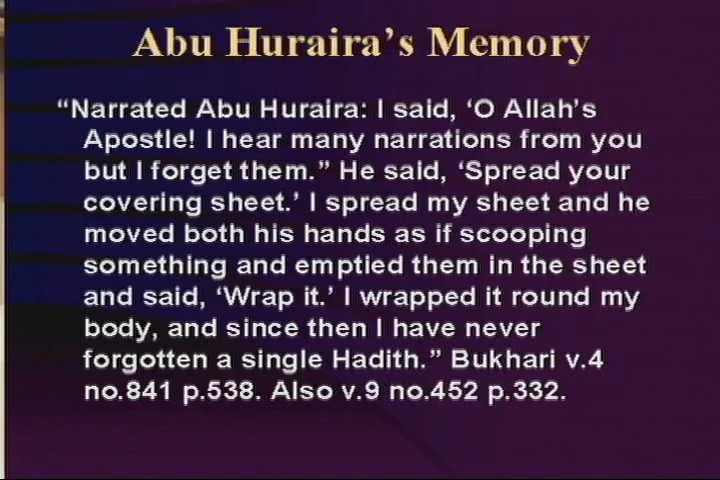 Abu Huraira's Memory
“Narrated Abu Huraira: I said, ‘O Allah’s
Apostle! I hear many narrations from you
but I forget them.” He said, ‘Spread your
covering sheet.’ I spread my sheet and he
moved both his hands as if scooping
something and emptied them in the sheet
and said, ‘Wrap it.’ I wrapped it round my
body, and since then I have never
forgotten a single Hadith.” Bukhari v.4
no.841 p.538. Also v.9 no.452 p.332.